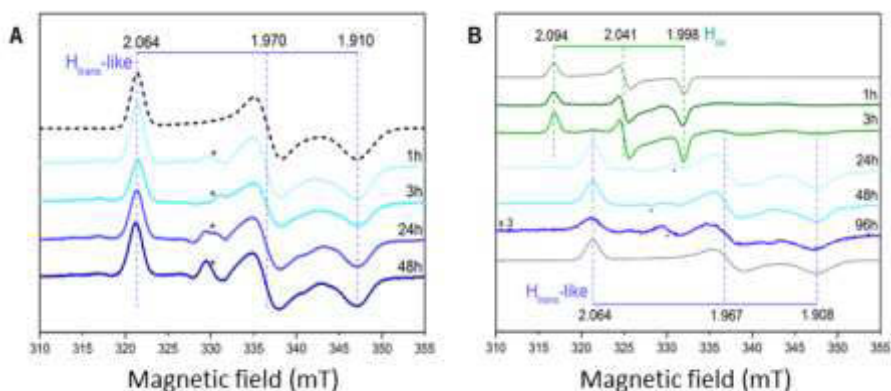 A
2.064
1.970
1.910
H_trans-like
1h
3h
24h
48h
310 315 320 325 330 335 340 345 350 355
Magnetic field (mT)
B
2.094
2.041
1.998
H_ox
1h
3h
24h
48h
x 3
96h
H_trans-like
2.064
1.967
1.908
310 315 320 325 330 335 340 345 350 355
Magnetic field (mT)